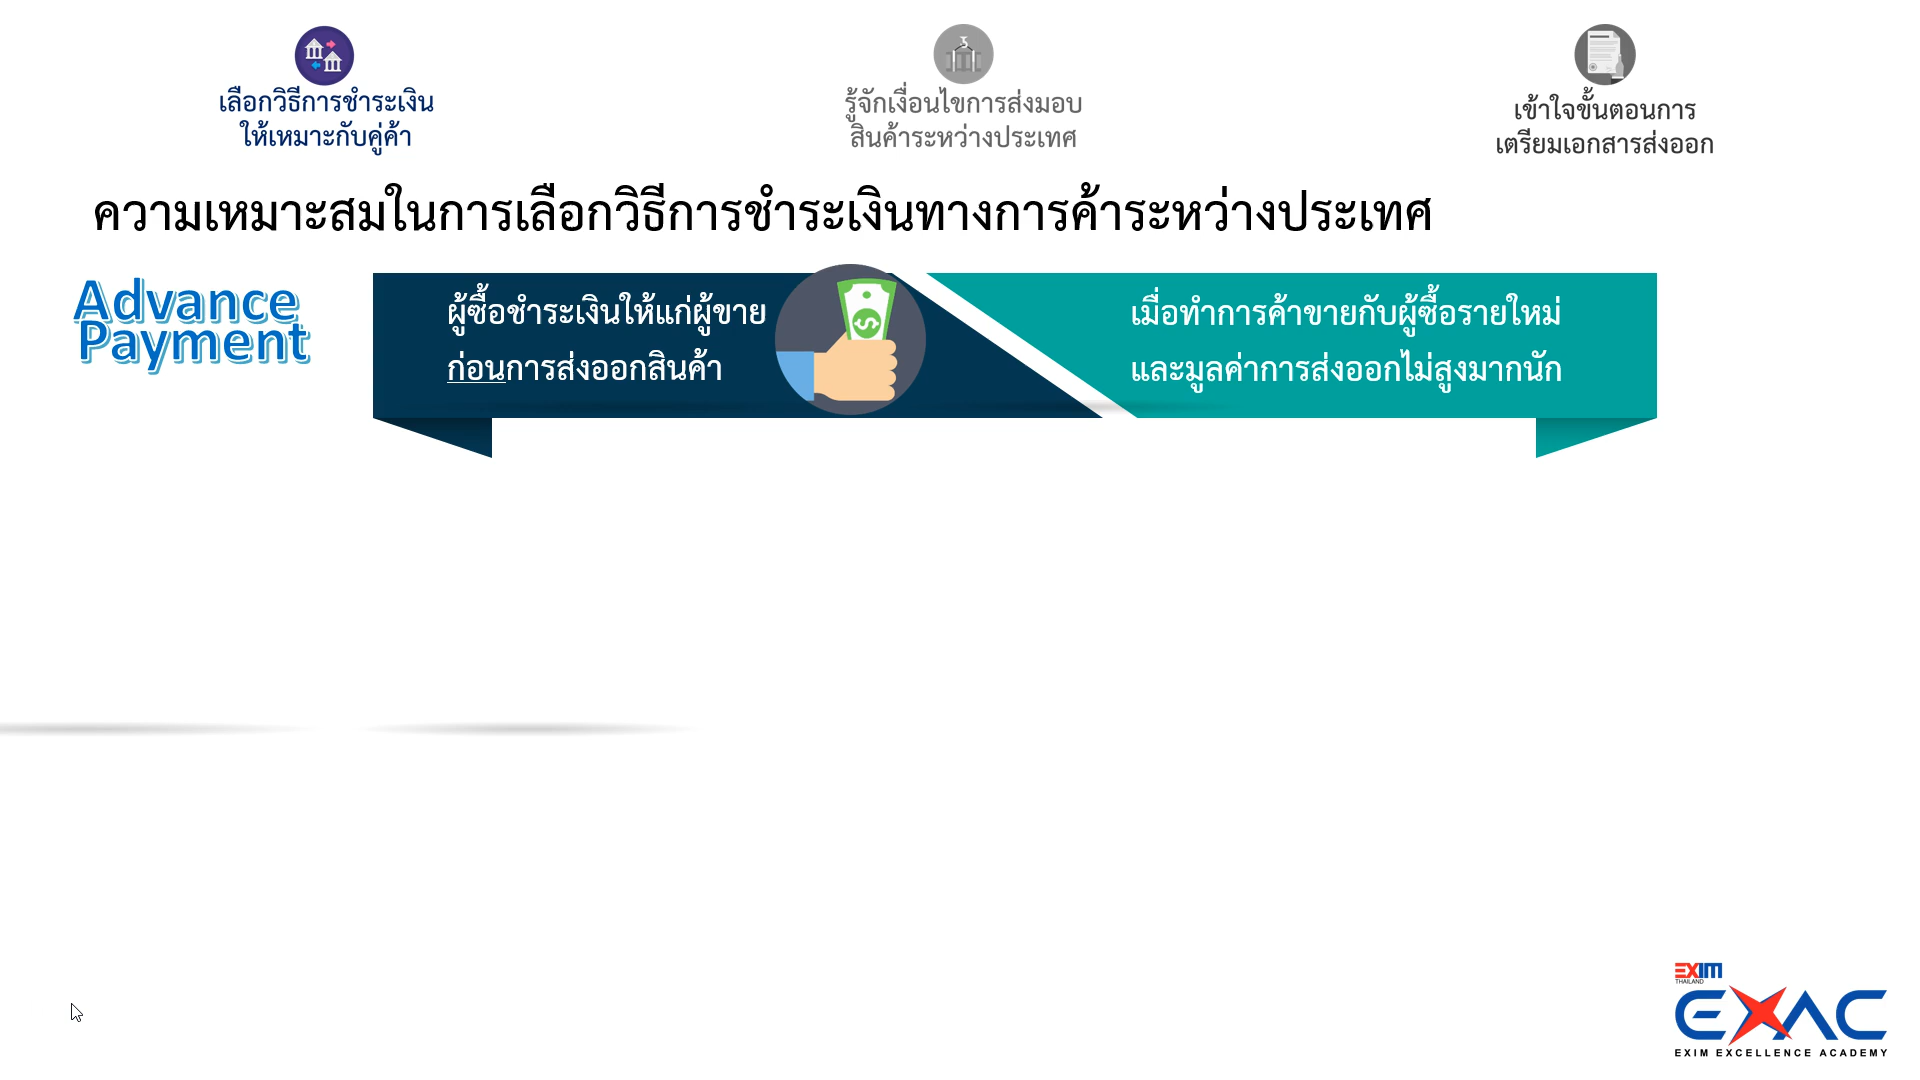 เลือกวิธีการชำระเงิน
ให้เหมาะกับคู่ค้า
รู้จักเงื่อนไขการส่งมอบ
สินค้าระหว่างประเทศ
เข้าใจขั้นตอนการ
เตรียมเอกสารส่งออก
ความเหมาะสมในการเลือกวิธีการชำระเงินทางการค้าระหว่างประเทศ
Advance
Payment
ผู้ซื้อชำระเงินให้แก่ผู้ขาย
ก่อนการส่งออกสินค้า
เมื่อทำการค้าขายกับผู้ซื้อรายใหม่
และมูลค่าการส่งออกไม่สูงมากนัก
EXIM
THAILAND
EXAC
EXIM EXCELLENCE ACADEMY